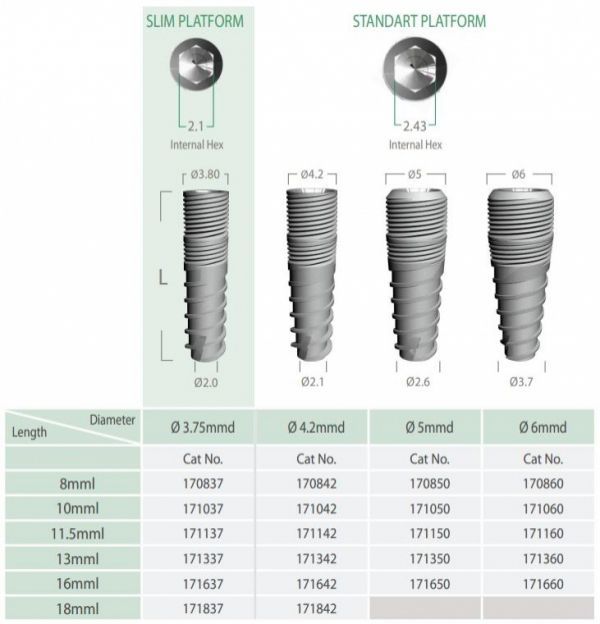 SLIM PLATFORM STANDART PLATFORM
2.1 2.43
Internal Hex Internal Hex
Ø3.80 Ø4.2 Ø5 Ø6
L
Ø2.0 Ø2.1 Ø2.6 Ø3.7
Diameter
Length Ø 3.75mmd Ø 4.2mmd Ø 5mmd Ø 6mmd
Cat No. Cat No. Cat No. Cat No.
8mml 170837 170842 170850 170860
10mml 171037 171042 171050 171060
11.5mml 171137 171142 171150 171160
13mml 171337 171342 171350 171360
16mml 171637 171642 171650 171660
18mml 171837 171842